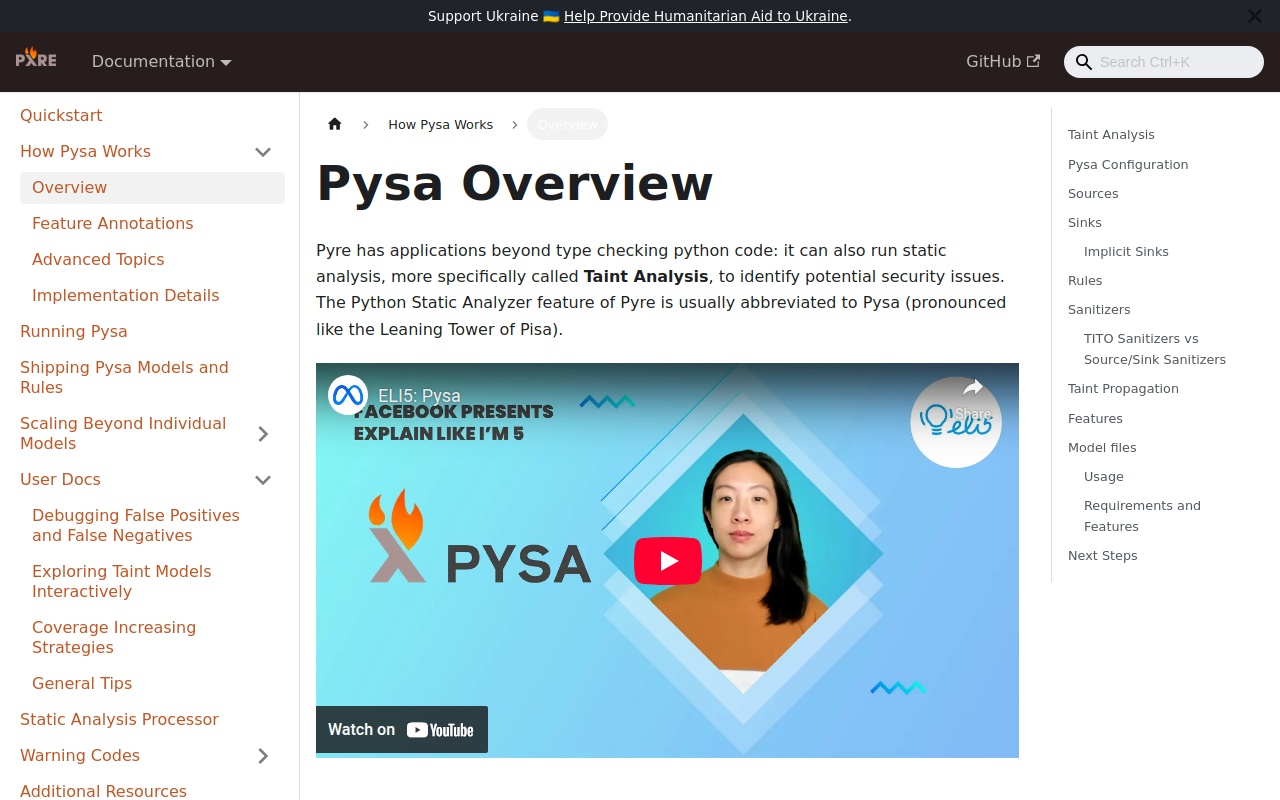 Support Ukraine 🇺🇦 Help Provide Humanitarian Aid to Ukraine.
PYRE
Documentation
GitHub
Search Ctrl+K
Quickstart
How Pysa Works
Overview
Feature Annotations
Advanced Topics
Implementation Details
Running Pysa
Shipping Pysa Models and
Rules
Scaling Beyond Individual
Models
User Docs
Debugging False Positives
and False Negatives
Exploring Taint Models
Interactively
Coverage Increasing
Strategies
General Tips
Static Analysis Processor
Warning Codes
Additional Resources
How Pysa Works
Overview
Pysa Overview
Pyre has applications beyond type checking python code: it can also run static
analysis, more specifically called Taint Analysis, to identify potential security issues.
The Python Static Analyzer feature of Pyre is usually abbreviated to Pysa (pronounced
like the Leaning Tower of Pisa).
ELI5: Pysa
FACEBOOK PRESENTS
EXPLAIN LIKE I'M 5
Share
eli5
PYSA
Watch on YouTube
Taint Analysis
Pysa Configuration
Sources
Sinks
Implicit Sinks
Rules
Sanitizers
TITO Sanitizers vs
Source/Sink Sanitizers
Taint Propagation
Features
Model files
Usage
Requirements and
Features
Next Steps